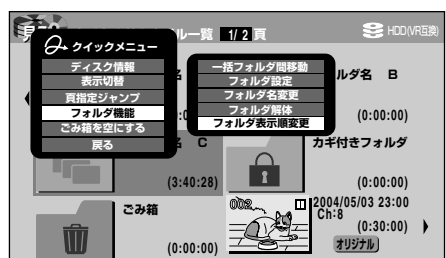 見る ル一覧 1/2 頁 HDD(VR互換)
クイックメニュー
ディスク情報
表示切替
頁指定ジャンプ
フォルダ機能
ごみ箱を空にする
戻る
一括フォルダ間移動
フォルダ設定
フォルダ名変更
フォルダ解体
フォルダ表示順変更
名
ルダ名 B
(0:00:00)
名 C
(3:40:28)
カギ付きフォルダ
(0:00:00)
ごみ箱
(0:00:00)
002
2004/05/03 23:00
Ch:8
(0:30:00)
オリジナル